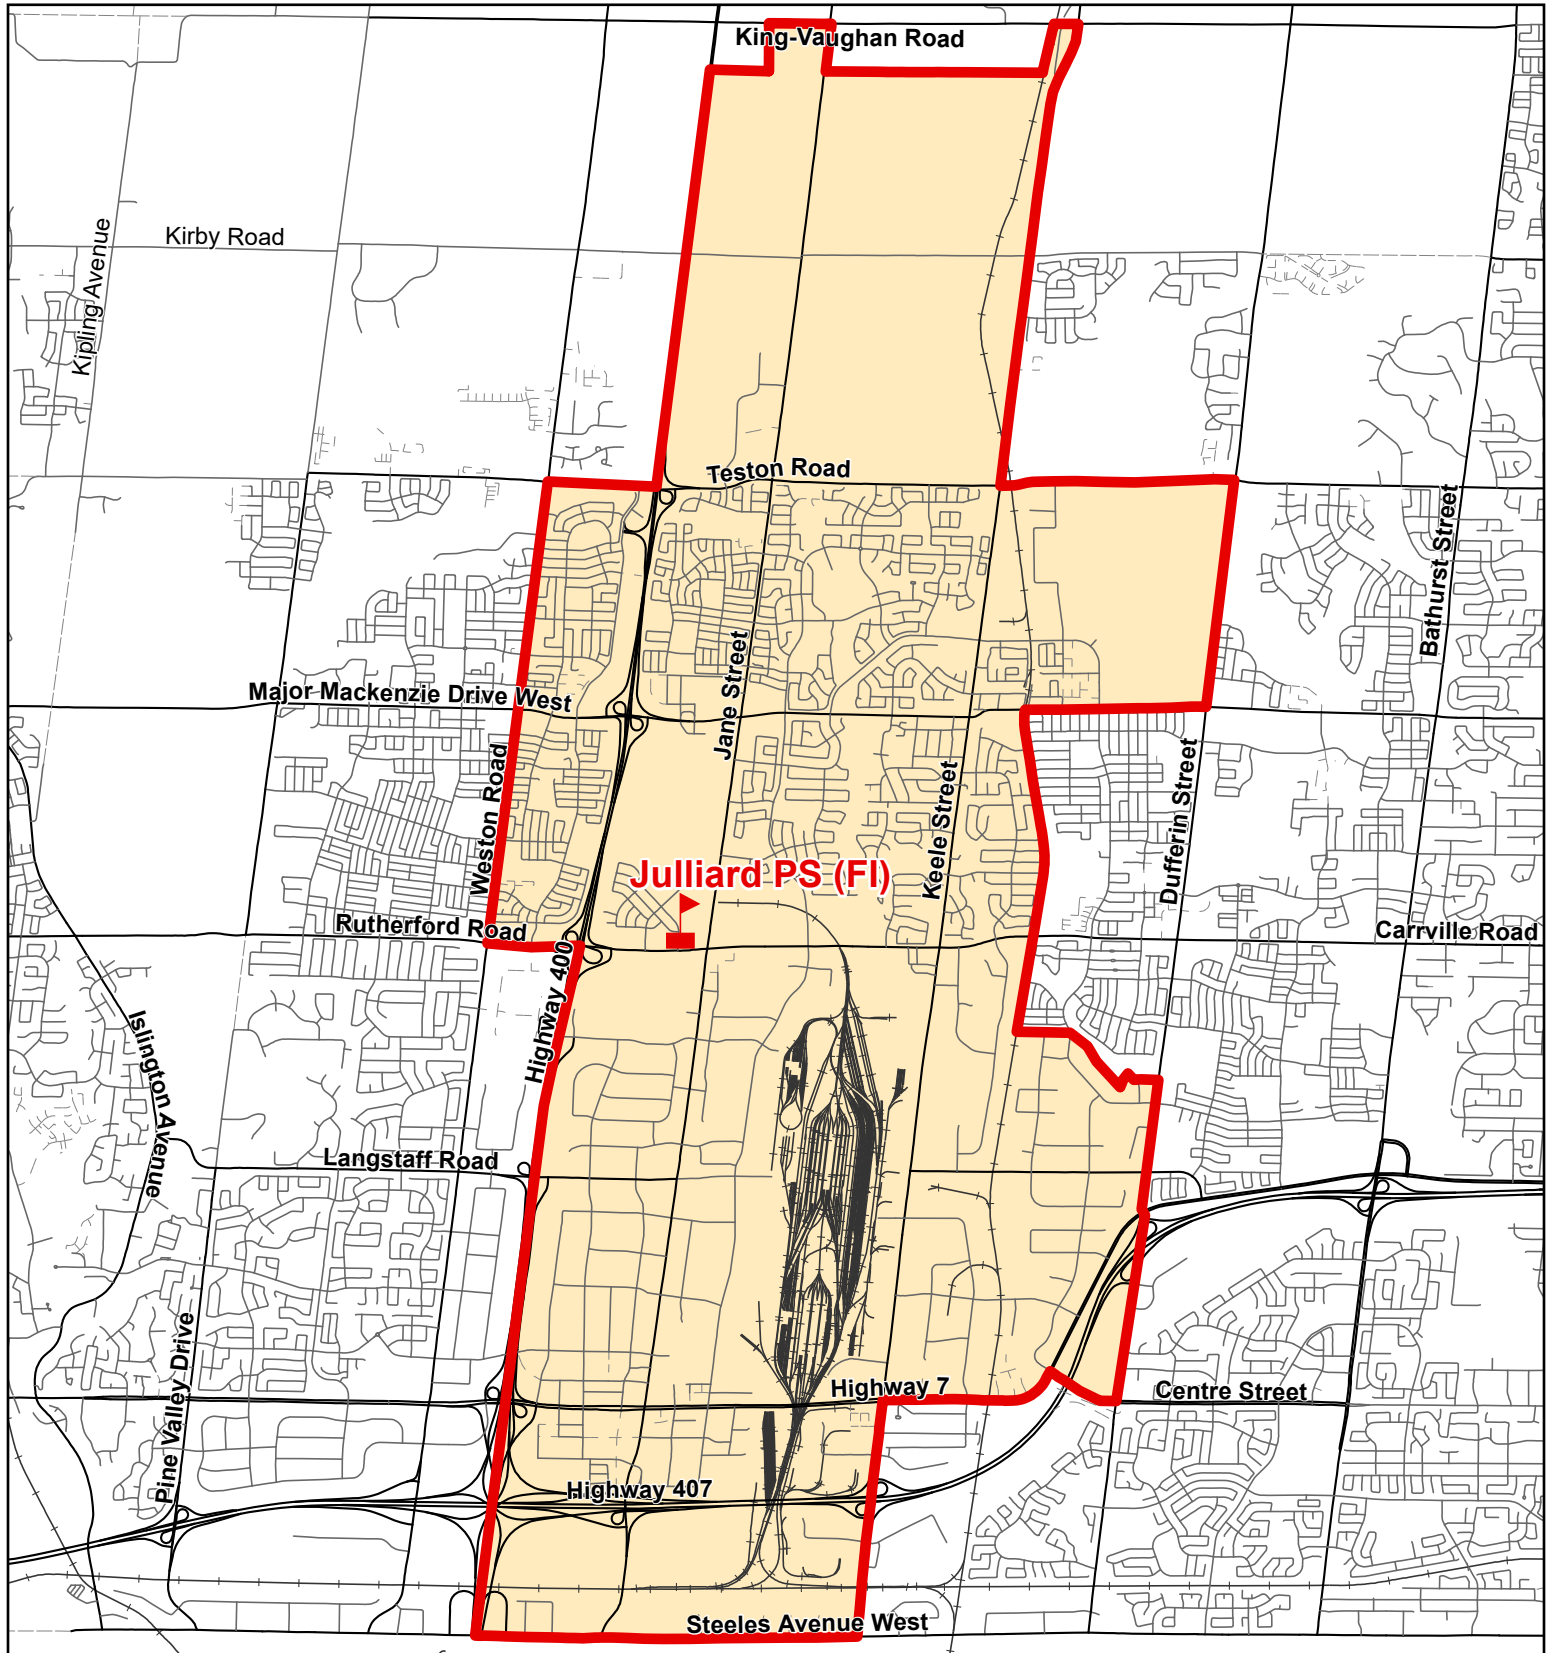 King-Vaughan Road
Kirby Road
Kipling Avenue
Teston Road
Bathurst Street
Major Mackenzie Drive West
Jane Street
Weston Road
Keele Street
Dufferin Street
Julliard PS (FI)
Rutherford Road
Carrville Road
Highway 400
Islington Avenue
Langstaff Road
Pine Valley Drive
Highway 7
Centre Street
Highway 407
Steeles Avenue West